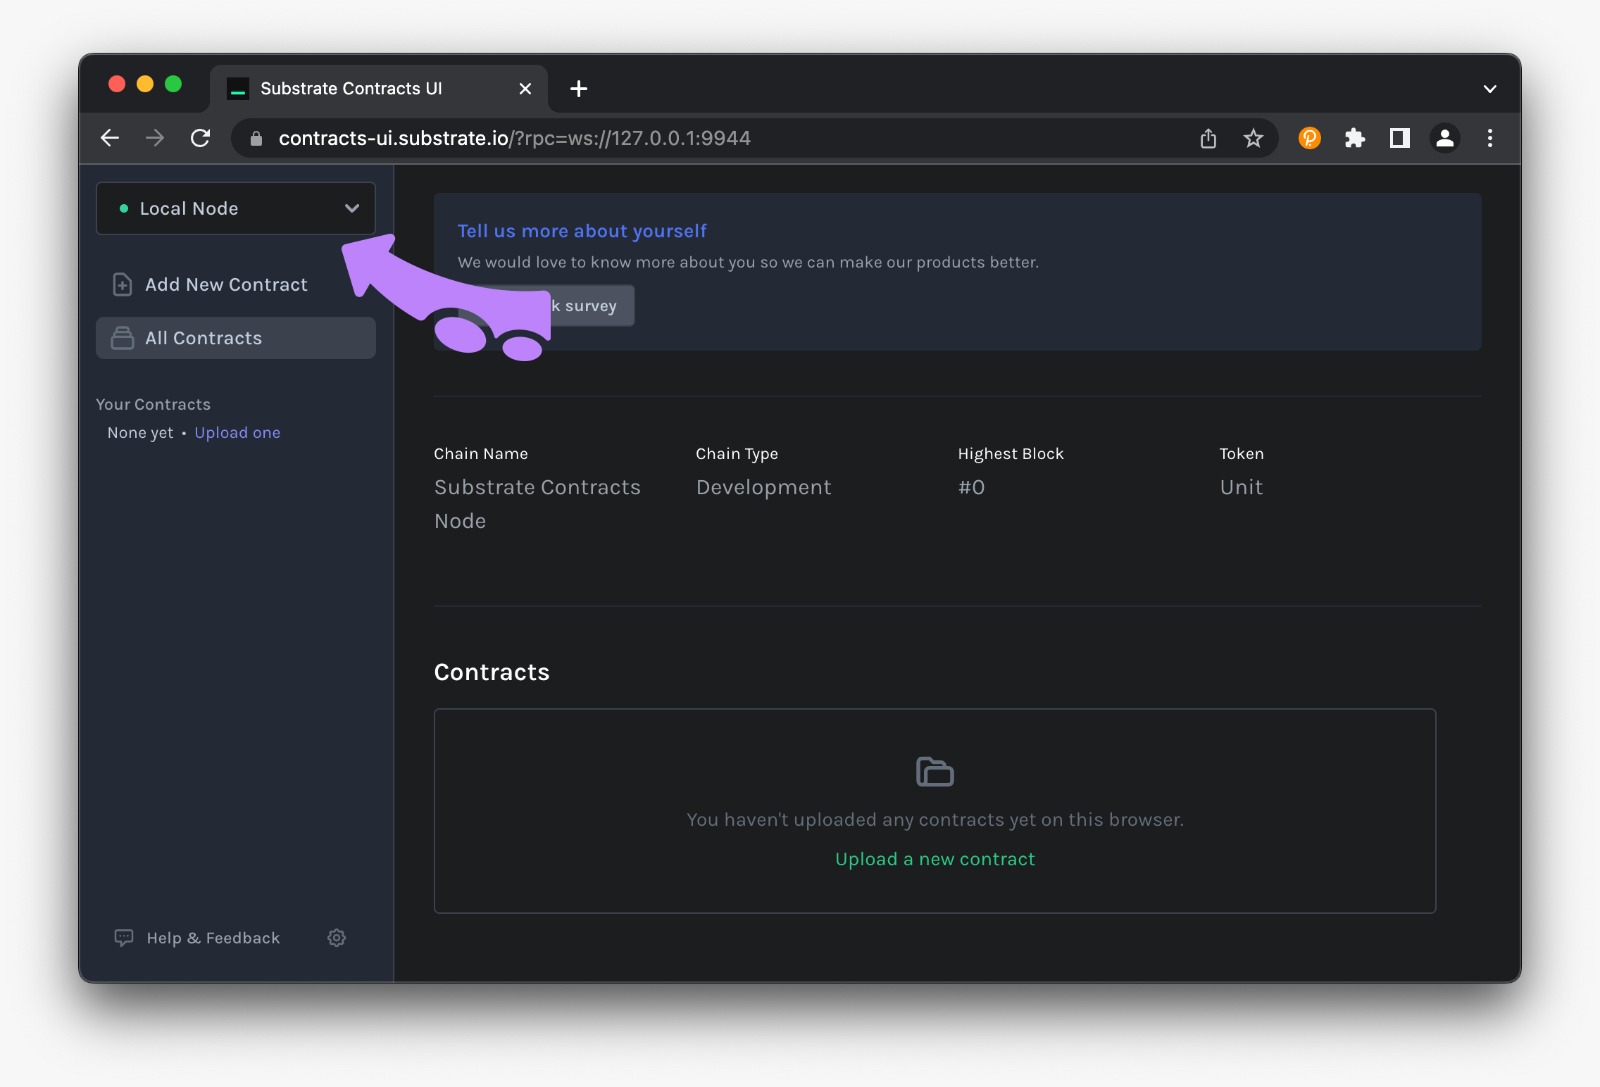 Substrate Contracts UI
contracts-ui.substrate.io/?rpc=ws://127.0.0.1:9944
Local Node
Add New Contract
All Contracts
Your Contracts
None yet • Upload one
Help & Feedback
Tell us more about yourself
We would love to know more about you so we can make our products better.
survey
Chain Name
Substrate Contracts
Node
Chain Type
Development
Highest Block
#0
Token
Unit
Contracts
You haven't uploaded any contracts yet on this browser.
Upload a new contract